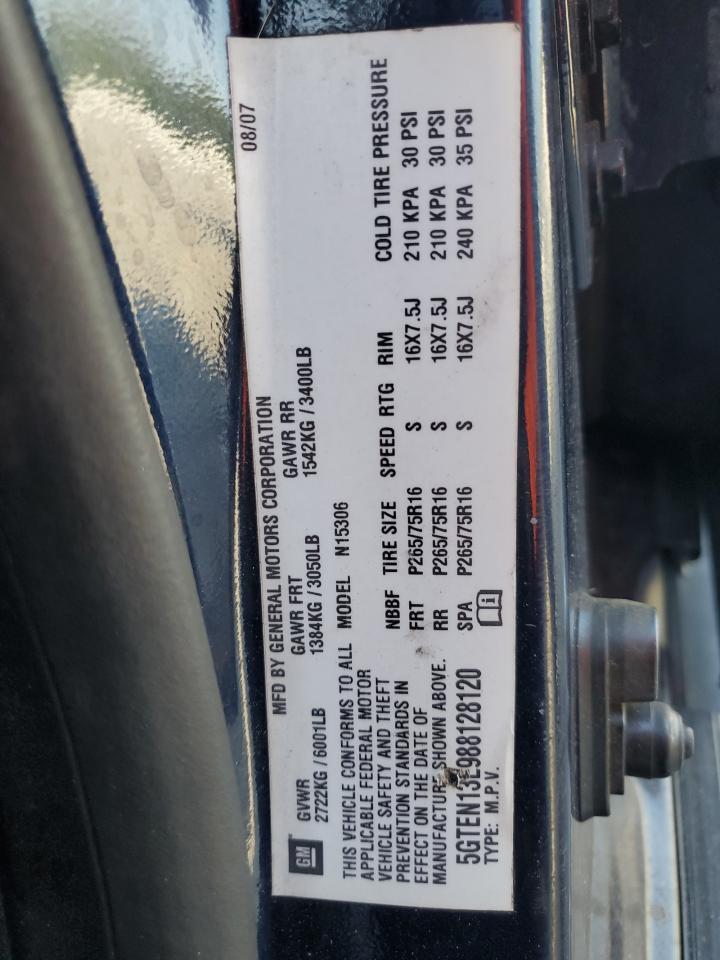 MFD BY GENERAL MOTORS CORPORATION
08/07
GM
GVWR GAWR FRT GAWR RR
2722KG / 6001LB 1384KG / 3050LB 1542KG / 3400LB
THIS VEHICLE CONFORMS TO ALL
APPLICABLE FEDERAL MOTOR
VEHICLE SAFETY AND THEFT
PREVENTION STANDARDS IN
EFFECT ON THE DATE OF
MANUFACTURE SHOWN ABOVE.
5GTEN13E988128120
TYPE: M.P.V.
MODEL N15306
NBBF TIRE SIZE SPEED RTG RIM COLD TIRE PRESSURE
FRT P265/75R16 S 16X7.5J 210 KPA 30 PSI
RR P265/75R16 S 16X7.5J 210 KPA 30 PSI
SPA P265/75R16 S 16X7.5J 240 KPA 35 PSI